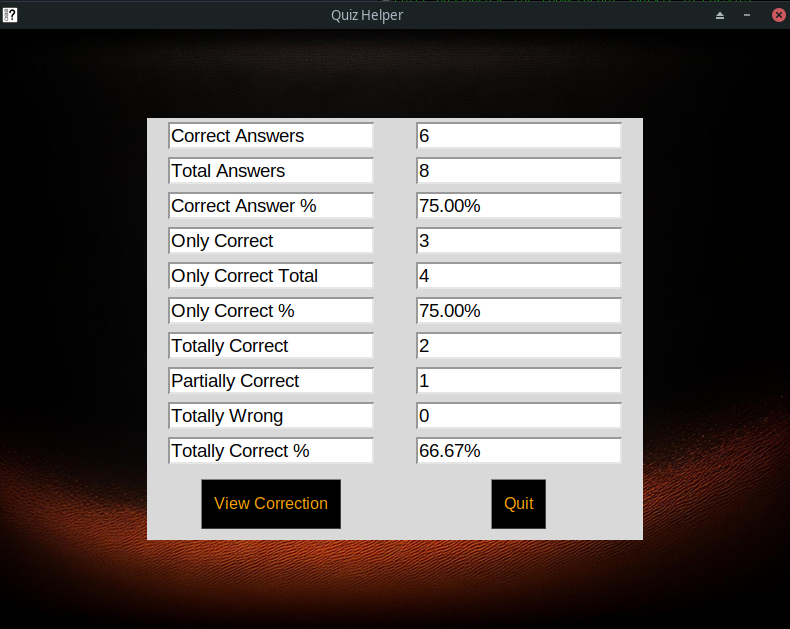 Quiz Helper
Correct Answers 6
Total Answers 8
Correct Answer % 75.00%
Only Correct 3
Only Correct Total 4
Only Correct % 75.00%
Totally Correct 2
Partially Correct 1
Totally Wrong 0
Totally Correct % 66.67%
View Correction Quit